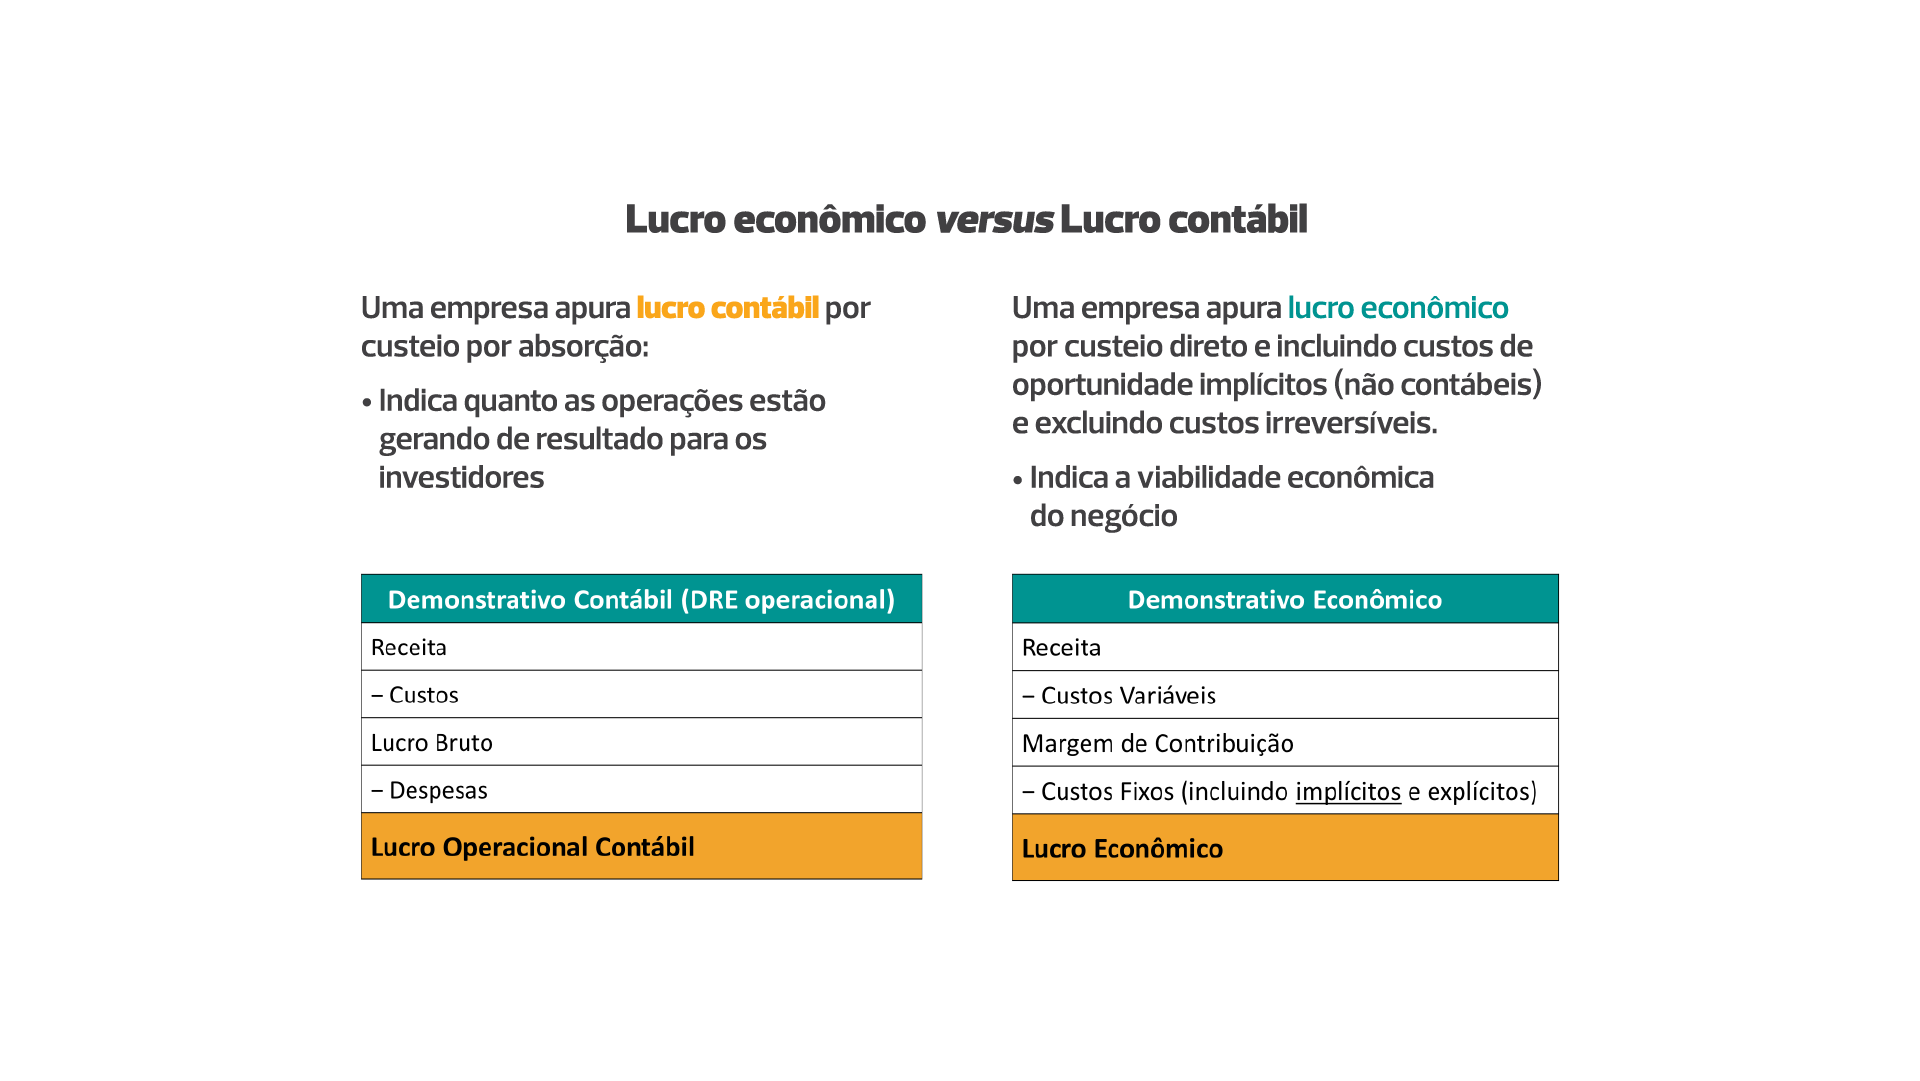 Lucro econômico versus Lucro contábil
Uma empresa apura lucro contábil por
custeio por absorção:
• Indica quanto as operações estão
gerando de resultado para os
investidores
Demonstrativo Contábil (DRE operacional)
Receita
– Custos
Lucro Bruto
– Despesas
Lucro Operacional Contábil
Uma empresa apura lucro econômico
por custeio direto e incluindo custos de
oportunidade implícitos (não contábeis)
e excluindo custos irreversíveis.
• Indica a viabilidade econômica
do negócio
Demonstrativo Econômico
Receita
– Custos Variáveis
Margem de Contribuição
– Custos Fixos (incluindo implícitos e explícitos)
Lucro Econômico